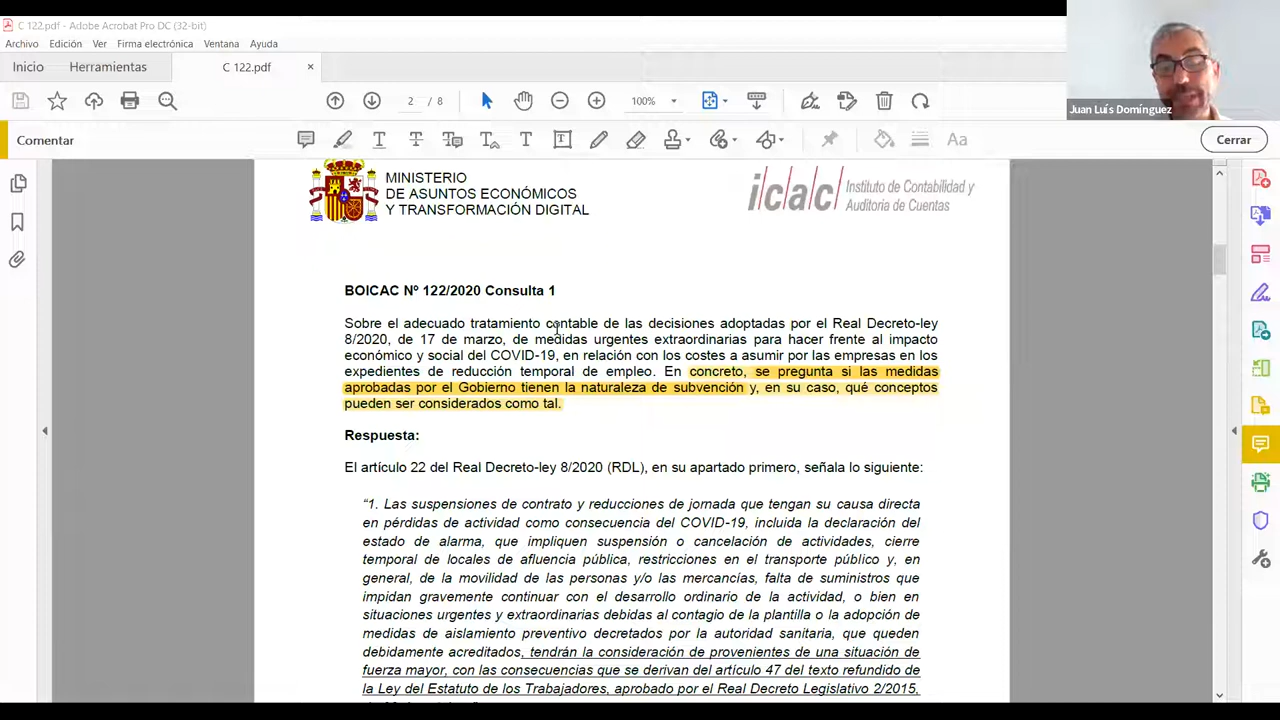 C 122.pdf - Adobe Acrobat Pro DC (32-bit)
Archivo Edición Ver Firma electrónica Ventana Ayuda
Inicio Herramientas C 122.pdf ×
2 / 8 100%
Juan Luís Domínguez
Comentar Aa Cerrar
MINISTERIO
DE ASUNTOS ECONÓMICOS
Y TRANSFORMACIÓN DIGITAL
icac Instituto de Contabilidad y
Auditoria de Cuentas
BOICAC Nº 122/2020 Consulta 1
Sobre el adecuado tratamiento contable de las decisiones adoptadas por el Real Decreto-ley
8/2020, de 17 de marzo, de medidas urgentes extraordinarias para hacer frente al impacto
económico y social del COVID-19, en relación con los costes a asumir por las empresas en los
expedientes de reducción temporal de empleo. En concreto, se pregunta si las medidas
aprobadas por el Gobierno tienen la naturaleza de subvención y, en su caso, qué conceptos
pueden ser considerados como tal.
Respuesta:
El artículo 22 del Real Decreto-ley 8/2020 (RDL), en su apartado primero, señala lo siguiente:
“1. Las suspensiones de contrato y reducciones de jornada que tengan su causa directa
en pérdidas de actividad como consecuencia del COVID-19, incluida la declaración del
estado de alarma, que impliquen suspensión o cancelación de actividades, cierre
temporal de locales de afluencia pública, restricciones en el transporte público y, en
general, de la movilidad de las personas y/o las mercancías, falta de suministros que
impidan gravemente continuar con el desarrollo ordinario de la actividad, o bien en
situaciones urgentes y extraordinarias debidas al contagio de la plantilla o la adopción de
medidas de aislamiento preventivo decretados por la autoridad sanitaria, que queden
debidamente acreditados, tendrán la consideración de provenientes de una situación de
fuerza mayor, con las consecuencias que se derivan del artículo 47 del texto refundido de
la Ley del Estatuto de los Trabajadores, aprobado por el Real Decreto Legislativo 2/2015,